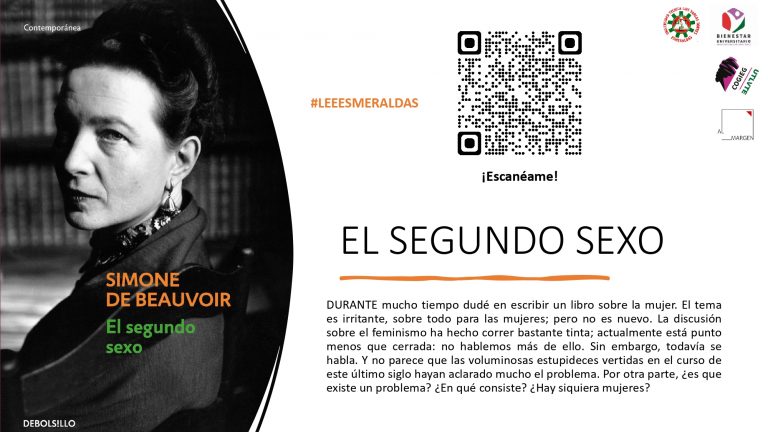 Contemporánea
SIMONE
DE BEAUVOIR
El segundo
sexo
DEBOLS!LLO
#LEEESMERALDAS
¡Escanéame!
BIENESTAR
UNIVERSITARIO
COGIEG
UTLVTE
AL
MARGEN
EL SEGUNDO SEXO
DURANTE mucho tiempo dudé en escribir un libro sobre la mujer. El tema
es irritante, sobre todo para las mujeres; pero no es nuevo. La discusión
sobre el feminismo ha hecho correr bastante tinta; actualmente está punto
menos que cerrada: no hablemos más de ello. Sin embargo, todavía se
habla. Y no parece que las voluminosas estupideces vertidas en el curso de
este último siglo hayan aclarado mucho el problema. Por otra parte, ¿es que
existe un problema? ¿En qué consiste? ¿Hay siquiera mujeres?